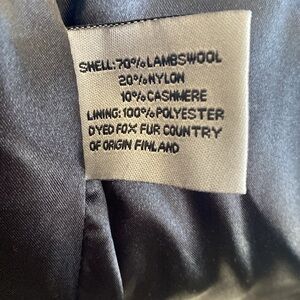 SHELL:70%LAMBSWOOL
20%NYLON
10%CASHMERE
LINING:100%POLYESTER
DYED FOX FUR COUNTRY
OF ORIGIN FINLAND